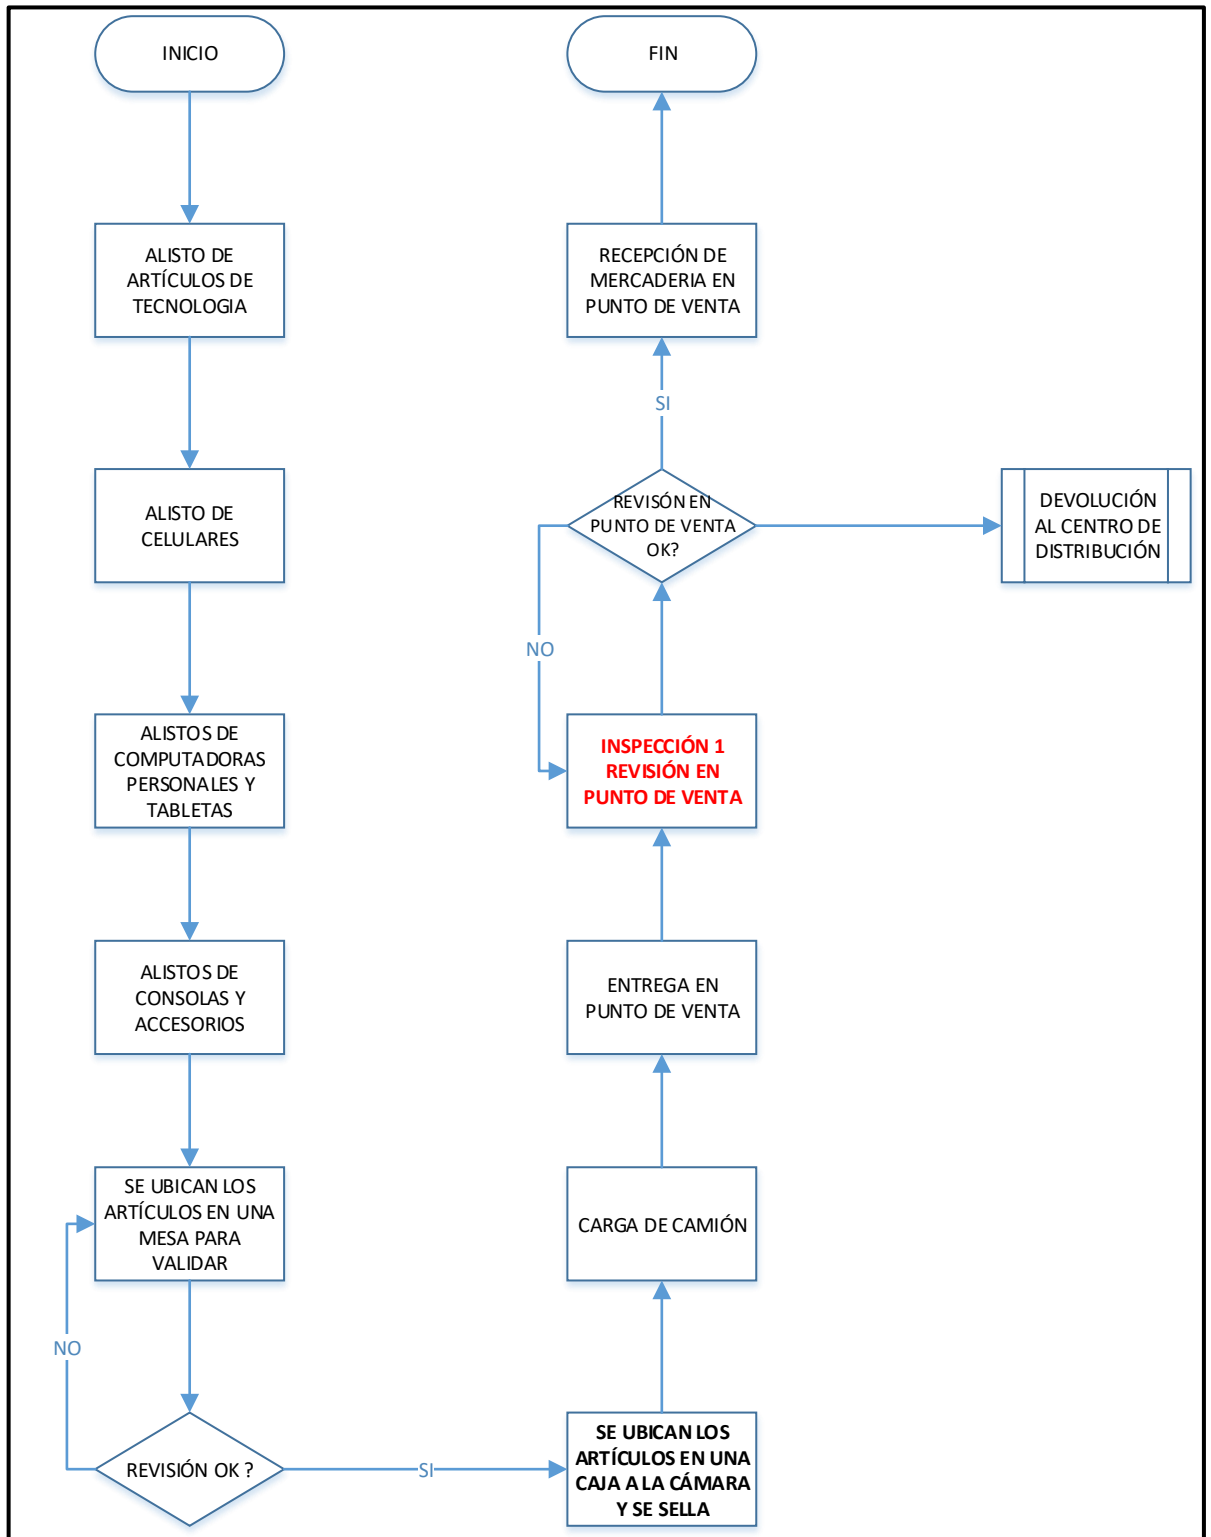 INICIO
ALISTO DE
ARTÍCULOS DE
TECNOLOGIA
ALISTO DE
CELULARES
ALISTOS DE
COMPUTADORAS
PERSONALES Y
TABLETAS
ALISTOS DE
CONSOLAS Y
ACCESORIOS
SE UBICAN LOS
ARTÍCULOS EN UNA
MESA PARA
VALIDAR
NO
REVISIÓN OK ?
SI
SE UBICAN LOS
ARTÍCULOS EN UNA
CAJA A LA CÁMARA
Y SE SELLA
CARGA DE CAMIÓN
ENTREGA EN
PUNTO DE VENTA
INSPECCIÓN 1
REVISIÓN EN
PUNTO DE VENTA
NO
REVISÓN EN
PUNTO DE VENTA
OK?
DEVOLUCIÓN
AL CENTRO DE
DISTRIBUCIÓN
SI
RECEPCIÓN DE
MERCADERIA EN
PUNTO DE VENTA
FIN